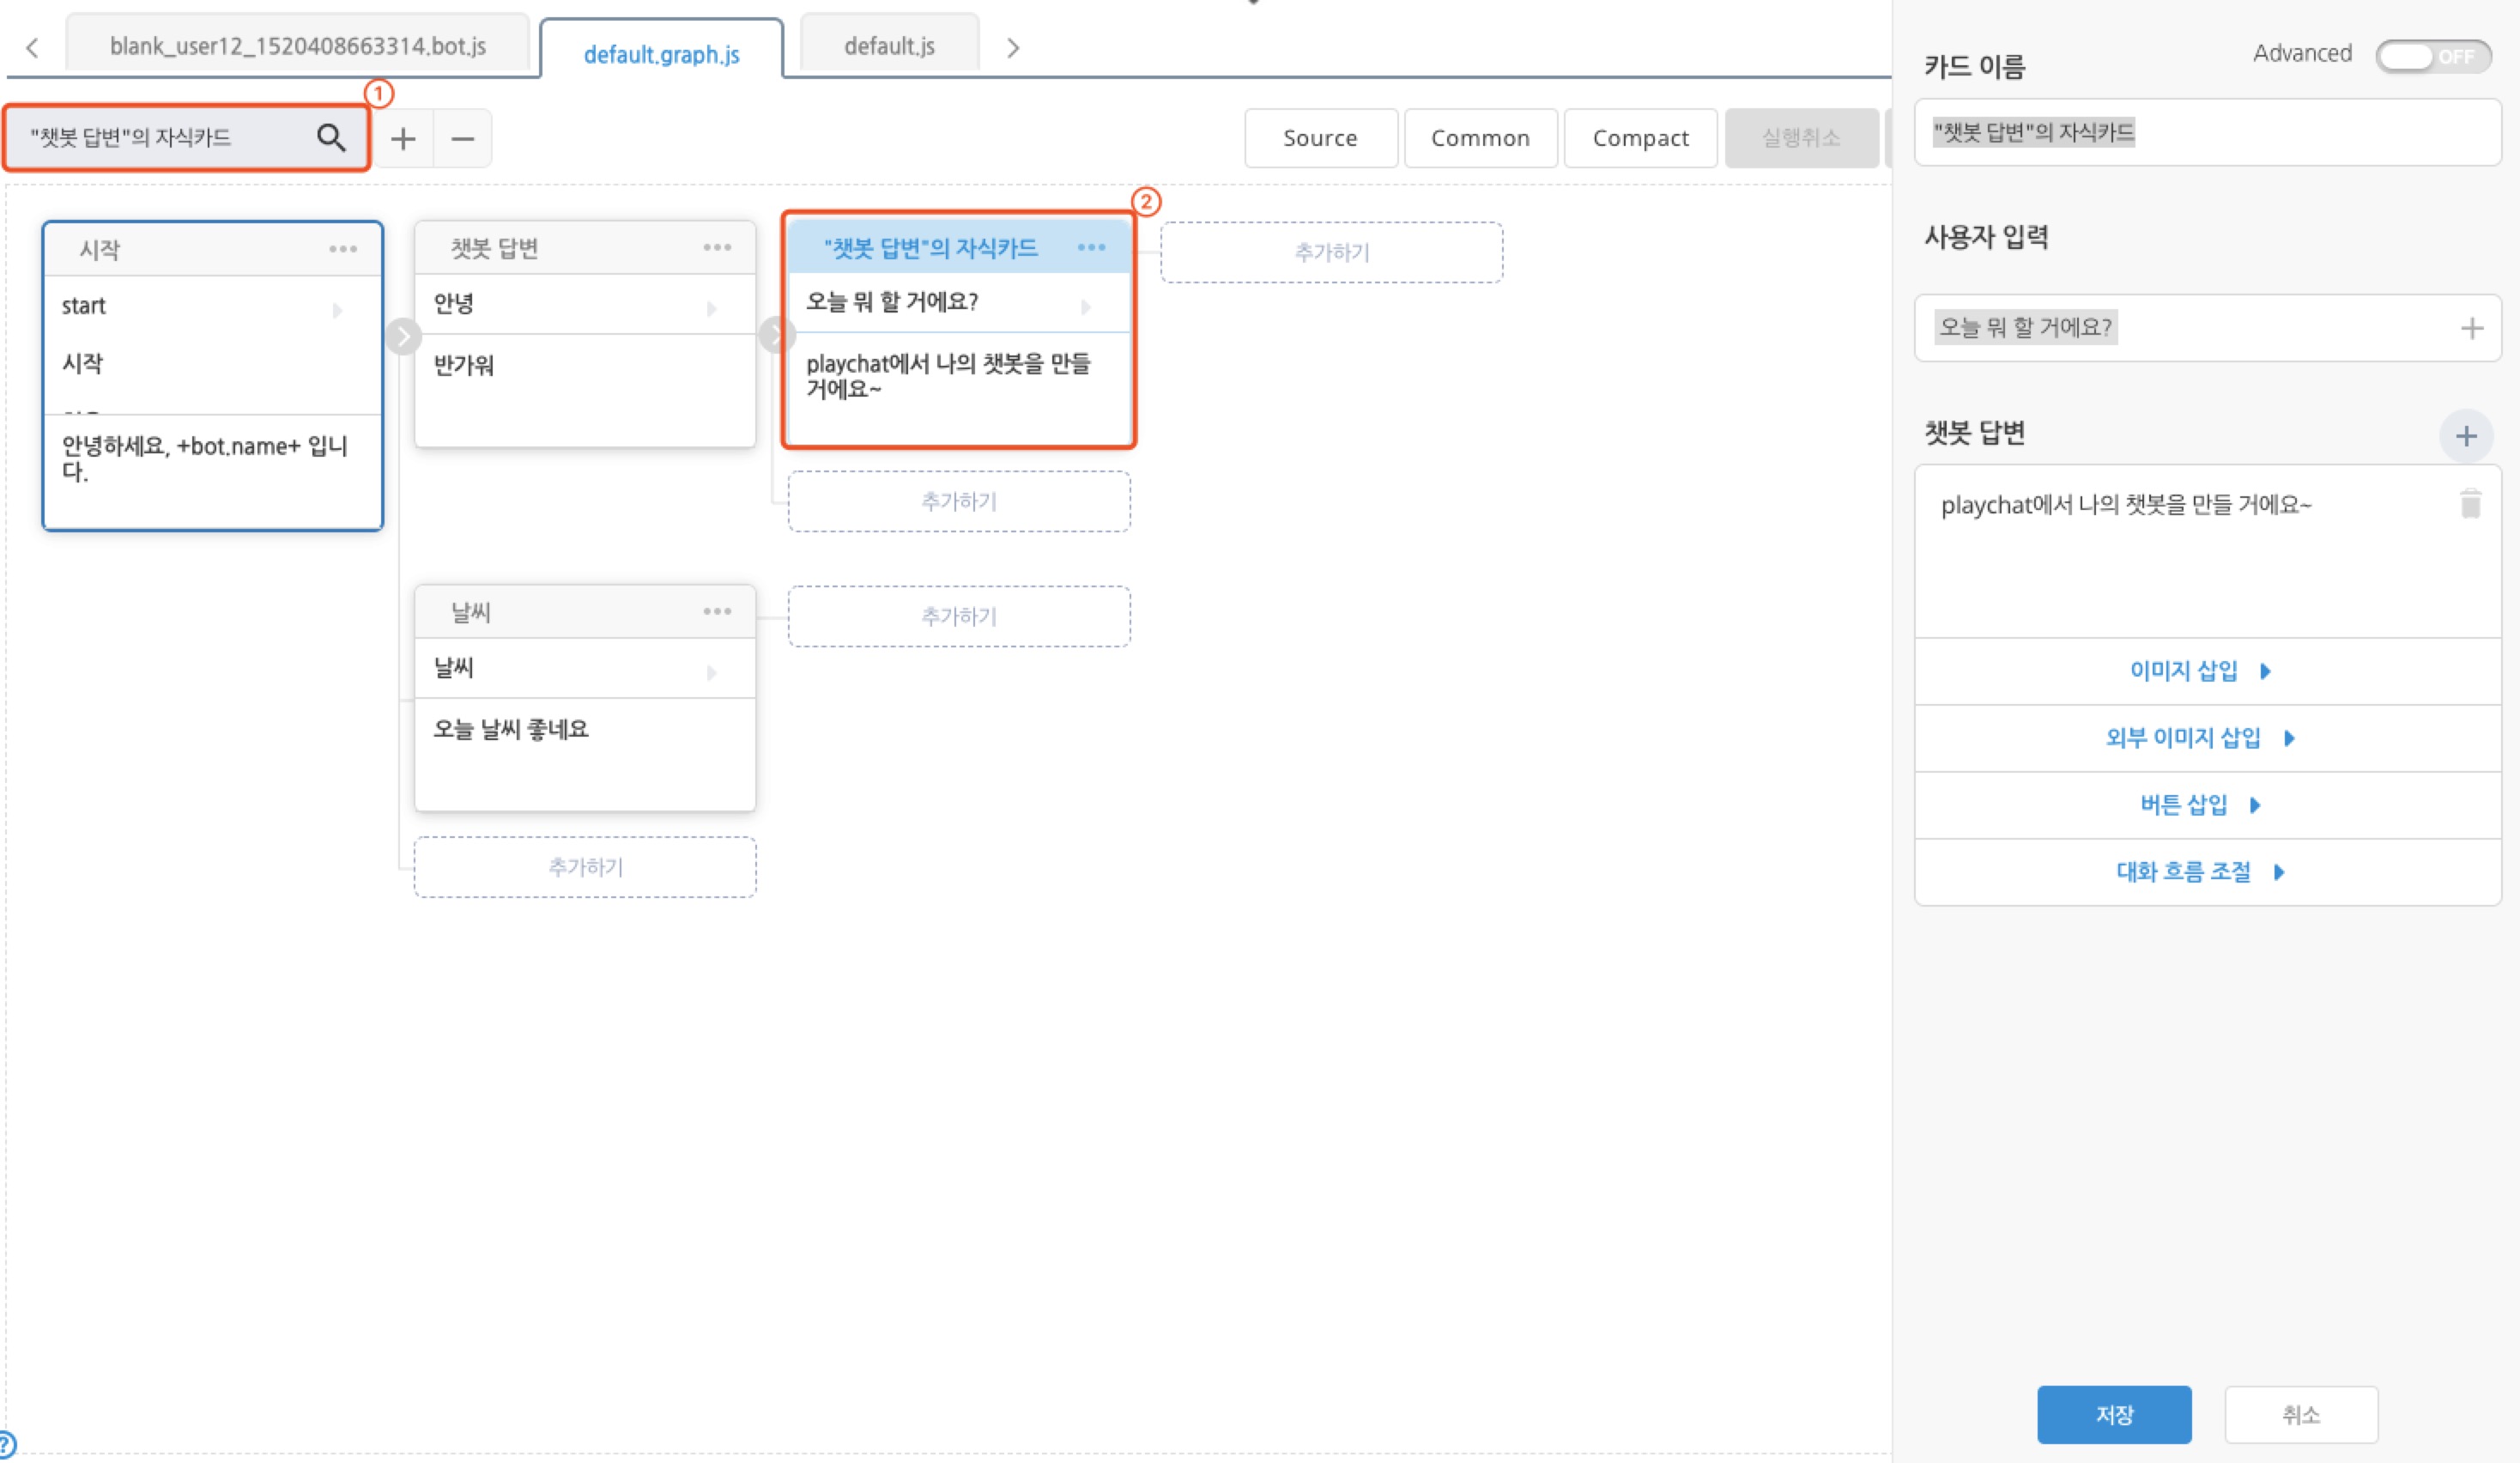 blank_user12_1520408663314.bot.js
default.graph.js
default.js
①
"챗봇 답변"의 자식카드
Source
Common
Compact
실행취소
시작
start
시작
안녕하세요, +bot.name+ 입니
다.
챗봇 답변
안녕
반가워
②
"챗봇 답변"의 자식카드
오늘 뭐 할 거에요?
playchat에서 나의 챗봇을 만들
거에요~
추가하기
추가하기
날씨
날씨
오늘 날씨 좋네요
추가하기
추가하기
?
카드 이름
Advanced
OFF
"챗봇 답변"의 자식카드
사용자 입력
오늘 뭐 할 거에요?
챗봇 답변
playchat에서 나의 챗봇을 만들 거에요~
이미지 삽입
외부 이미지 삽입
버튼 삽입
대화 흐름 조절
저장
취소